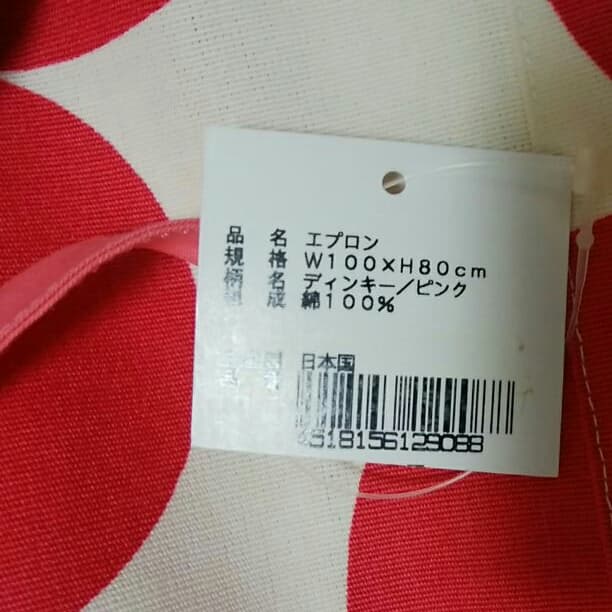 品 名 エプロン
規 格 W100×H80cm
柄 名 ディンキー／ピンク
組 成 綿100%
日本国
4518156129088